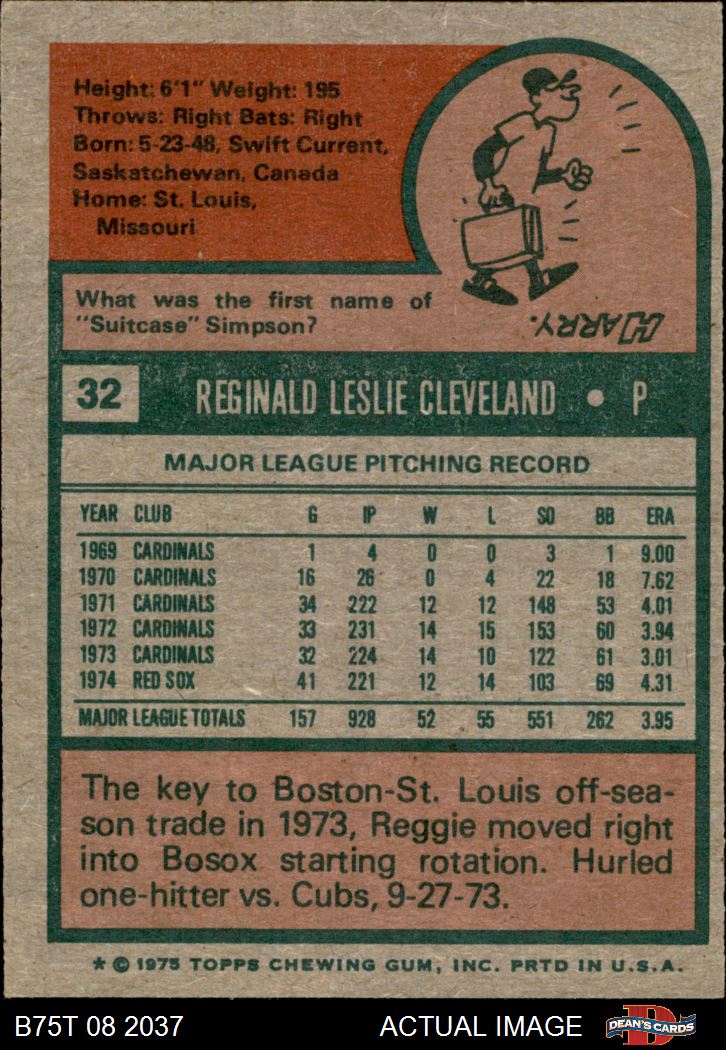 Height: 6'1" Weight: 195
Throws: Right Bats: Right
Born: 5-23-48, Swift Current,
Saskatchewan, Canada
Home: St. Louis,
Missouri
What was the first name of
"Suitcase" Simpson?
HARRY.
32 REGINALD LESLIE CLEVELAND • P
MAJOR LEAGUE PITCHING RECORD
YEAR CLUB G IP W L SO BB ERA
1969 CARDINALS 1 4 0 0 3 1 9.00
1970 CARDINALS 16 26 0 4 22 18 7.62
1971 CARDINALS 34 222 12 12 148 53 4.01
1972 CARDINALS 33 231 14 15 153 60 3.94
1973 CARDINALS 32 224 14 10 122 61 3.01
1974 RED SOX 41 221 12 14 103 69 4.31
MAJOR LEAGUE TOTALS 157 928 52 55 551 262 3.95
The key to Boston-St. Louis off-sea-
son trade in 1973, Reggie moved right
into Bosox starting rotation. Hurled
one-hitter vs. Cubs, 9-27-73.
* © 1975 TOPPS CHEWING GUM, INC. PRTD IN U.S.A.
B75T 08 2037 ACTUAL IMAGE D DEAN'S CARDS